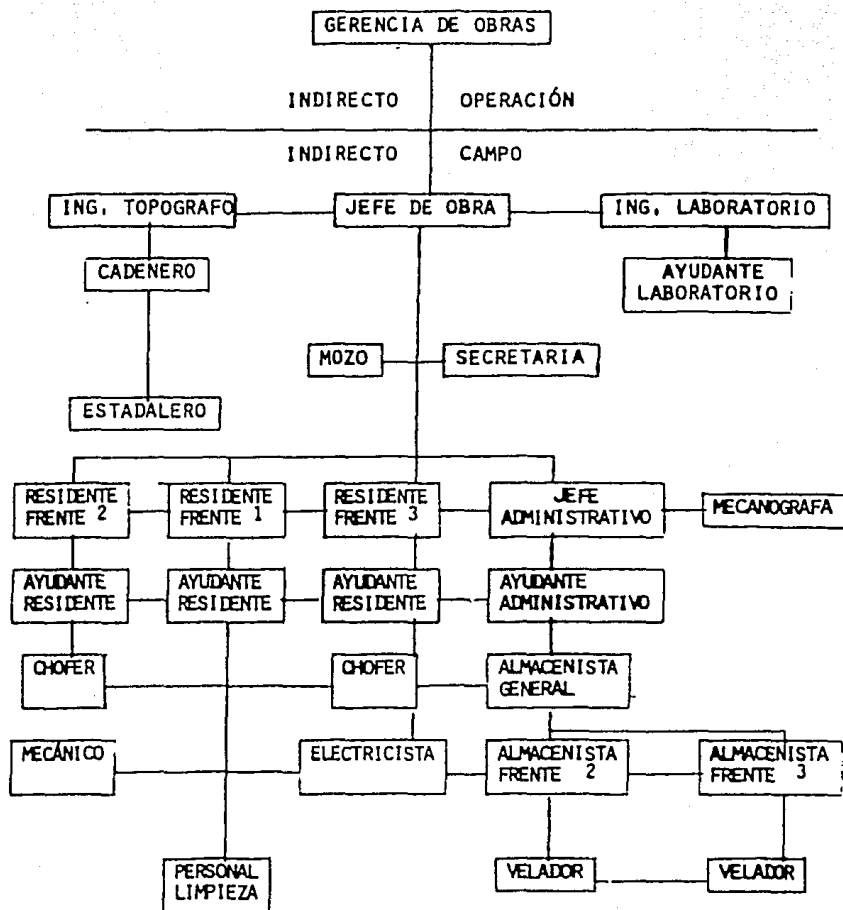 GERENCIA DE OBRAS
INDIRECTO OPERACIÓN
INDIRECTO CAMPO
ING. TOPOGRAFO
JEFE DE OBRA
ING. LABORATORIO
CADENERO
AYUDANTE
LABORATORIO
MOZO
SECRETARIA
ESTADALERO
RESIDENTE
FRENTE 2
RESIDENTE
FRENTE 1
RESIDENTE
FRENTE 3
JEFE
ADMINISTRATIVO
MECANOGRAFA
AYUDANTE
RESIDENTE
AYUDANTE
RESIDENTE
AYUDANTE
RESIDENTE
AYUDANTE
ADMINISTRATIVO
CHOFER
CHOFER
ALMACENISTA
GENERAL
MECÁNICO
ELECTRICISTA
ALMACENISTA
FRENTE 2
ALMACENISTA
FRENTE 3
PERSONAL
LIMPIEZA
VELADOR
VELADOR